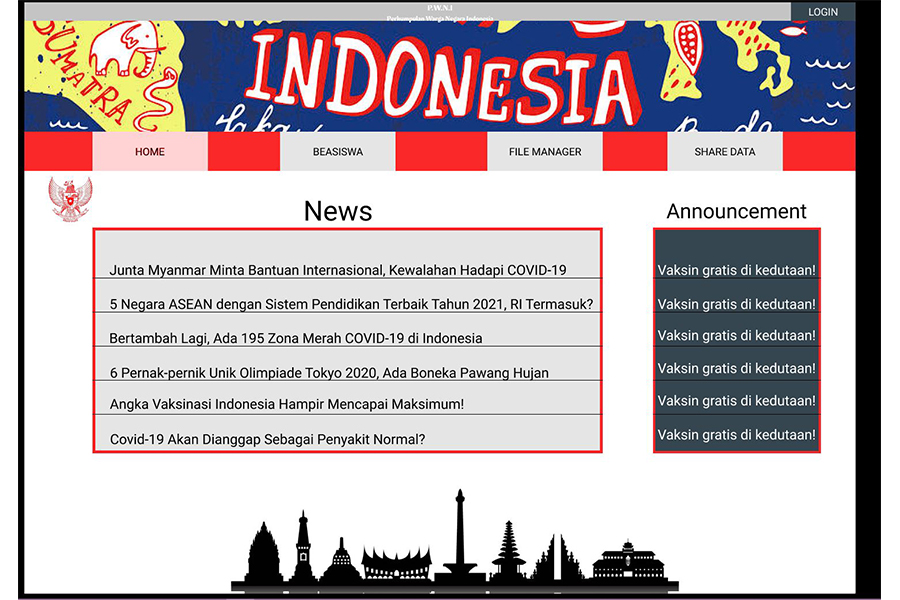 P.W.N.I
Perkumpulan Warga Negara Indonesia
LOGIN
SUMATRA
INDONESIA
HOME
BEASISWA
FILE MANAGER
SHARE DATA
News
Announcement
Junta Myanmar Minta Bantuan Internasional, Kewalahan Hadapi COVID-19
5 Negara ASEAN dengan Sistem Pendidikan Terbaik Tahun 2021, RI Termasuk?
Bertambah Lagi, Ada 195 Zona Merah COVID-19 di Indonesia
6 Pernak-pernik Unik Olimpiade Tokyo 2020, Ada Boneka Pawang Hujan
Angka Vaksinasi Indonesia Hampir Mencapai Maksimum!
Covid-19 Akan Dianggap Sebagai Penyakit Normal?
Vaksin gratis di kedutaan!
Vaksin gratis di kedutaan!
Vaksin gratis di kedutaan!
Vaksin gratis di kedutaan!
Vaksin gratis di kedutaan!
Vaksin gratis di kedutaan!